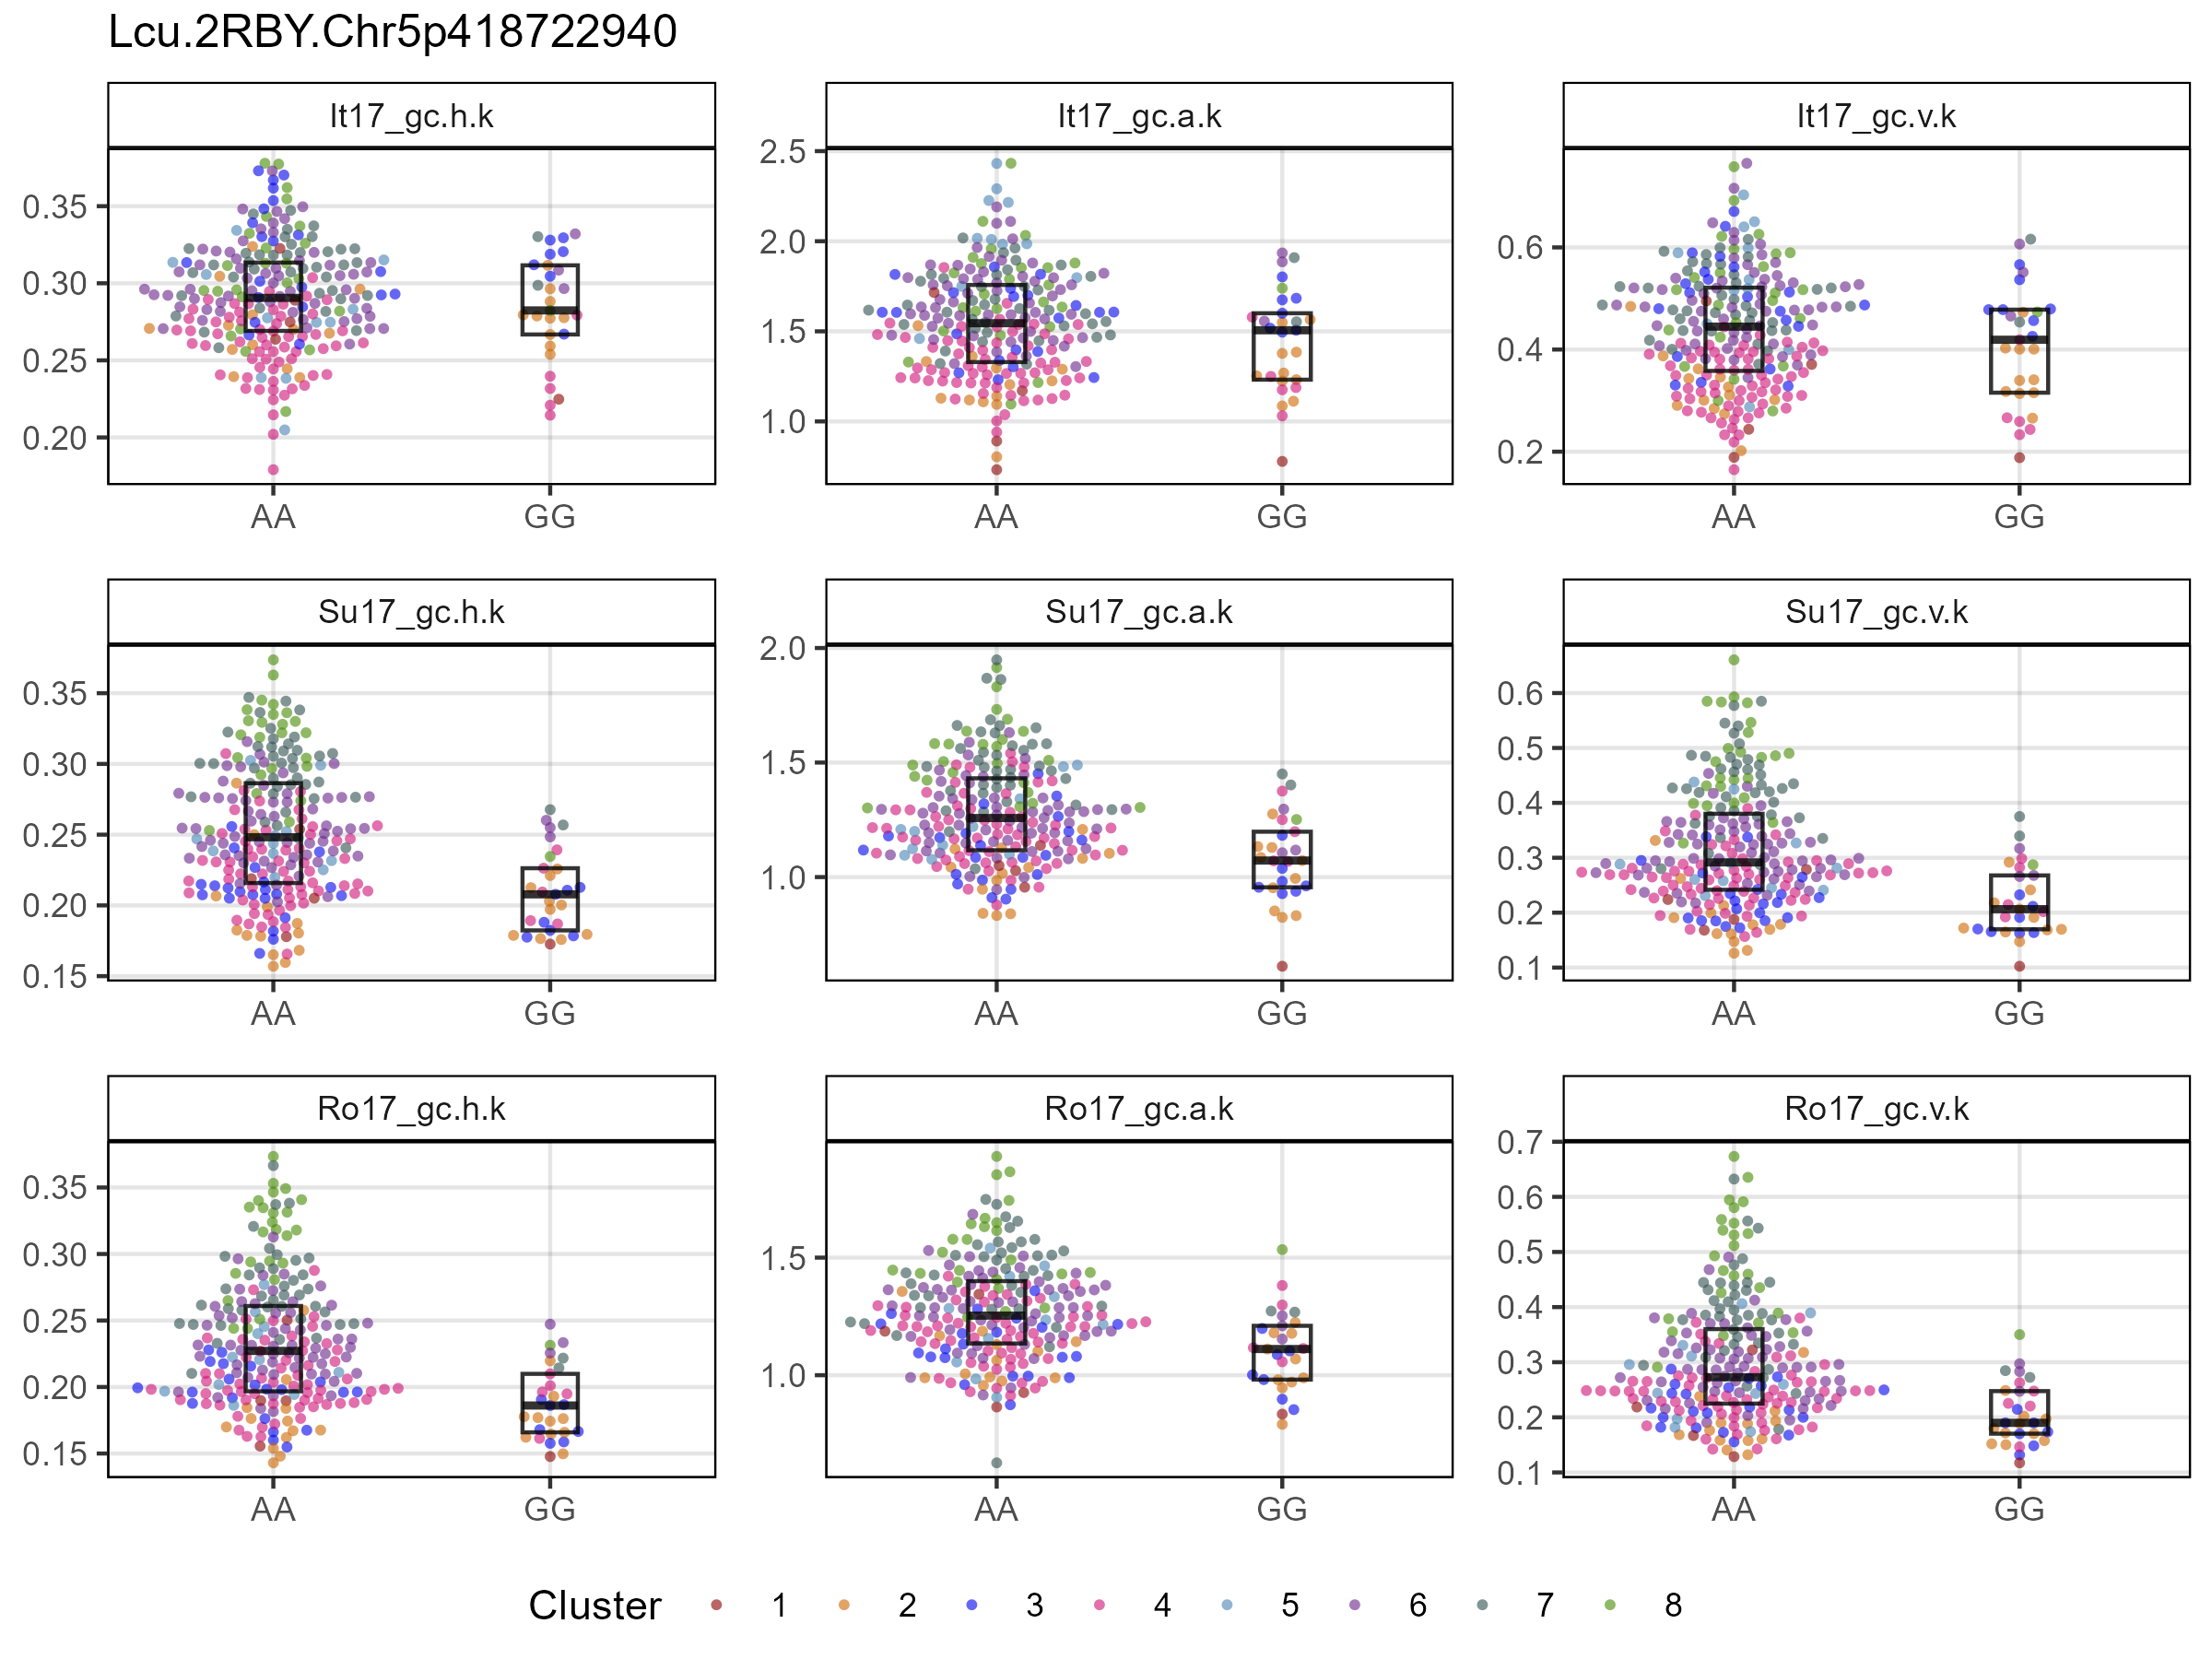 Lcu.2RBY.Chr5p418722940
It17_gc.h.k
It17_gc.a.k
It17_gc.v.k
0.35
0.30
0.25
0.20
2.5
2.0
1.5
1.0
0.6
0.4
0.2
AA GG
AA GG
AA GG
Su17_gc.h.k
Su17_gc.a.k
Su17_gc.v.k
0.35
0.30
0.25
0.20
0.15
2.0
1.5
1.0
0.6
0.5
0.4
0.3
0.2
0.1
AA GG
AA GG
AA GG
Ro17_gc.h.k
Ro17_gc.a.k
Ro17_gc.v.k
0.35
0.30
0.25
0.20
0.15
1.5
1.0
0.7
0.6
0.5
0.4
0.3
0.2
0.1
AA GG
AA GG
AA GG
Cluster 1 2 3 4 5 6 7 8